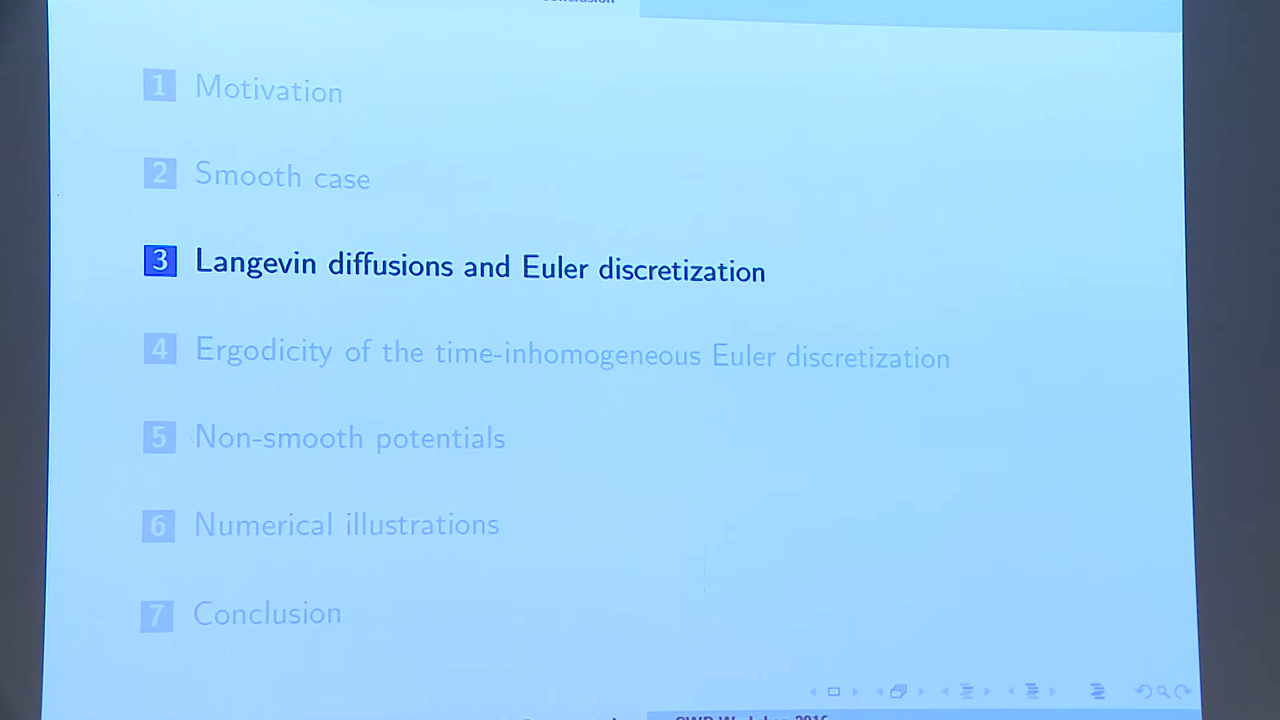 1 Motivation
2 Smooth case
3 Langevin diffusions and Euler discretization
4 Ergodicity of the time-inhomogeneous Euler discretization
5 Non-smooth potentials
6 Numerical illustrations
7 Conclusion